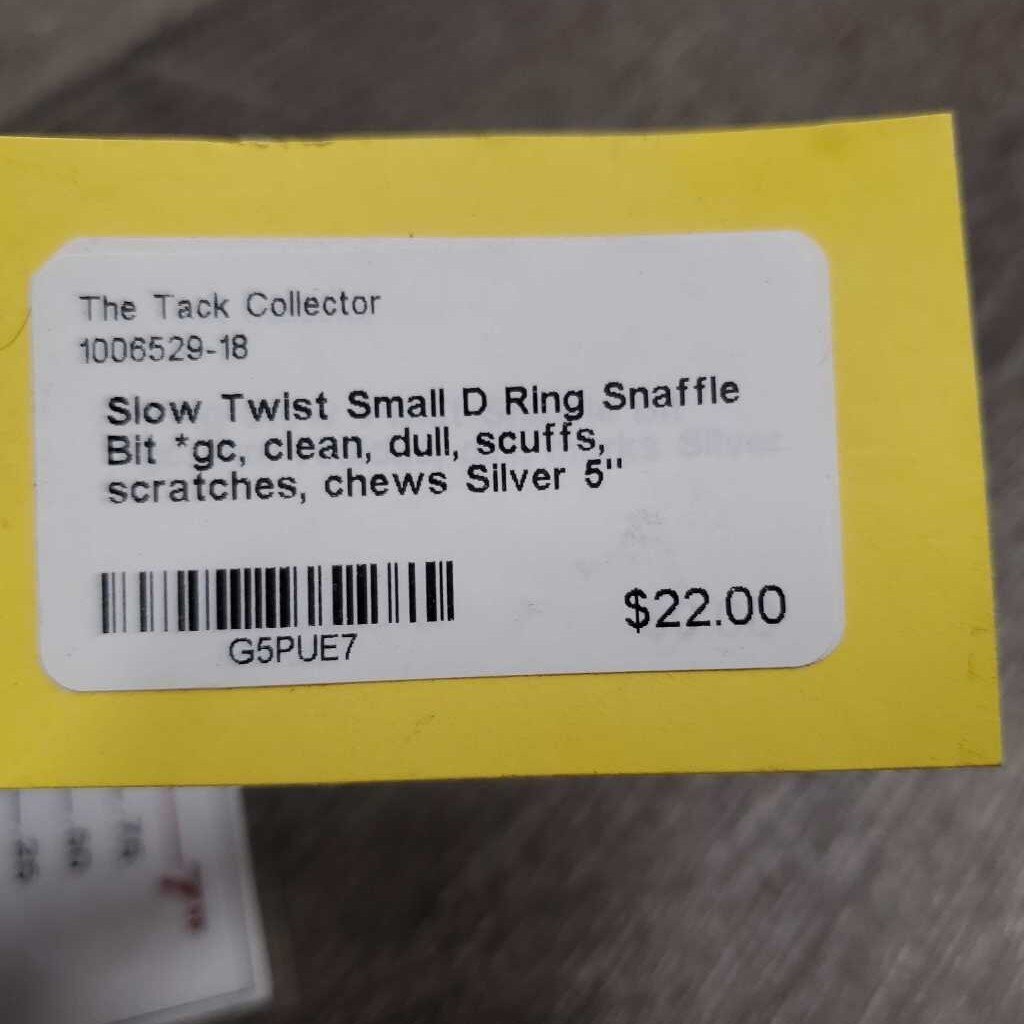 The Tack Collector
1006529-18
Slow Twist Small D Ring Snaffle
Bit *gc, clean, dull, scuffs,
scratches, chews Silver 5"
G5PUE7
$22.00